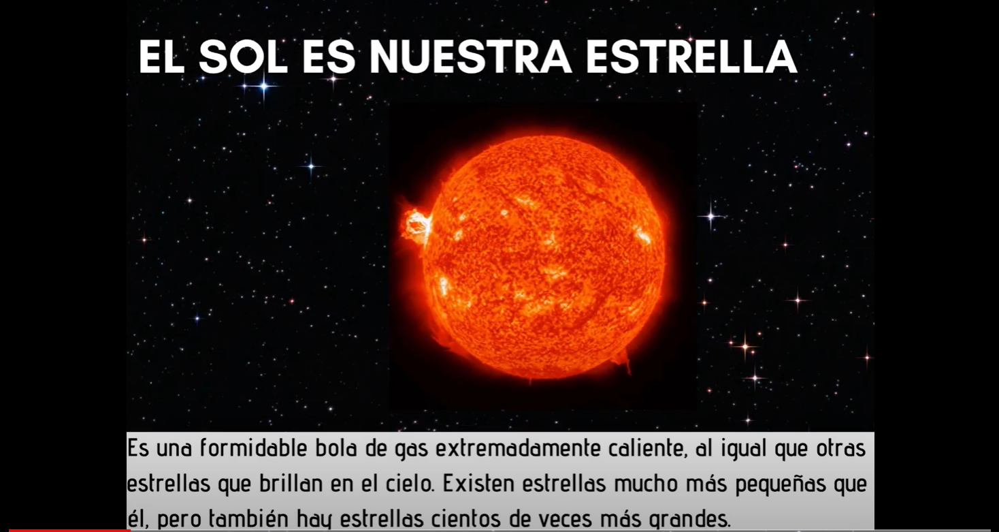 EL SOL ES NUESTRA ESTRELLA
Es una formidable bola de gas extremadamente caliente, al igual que otras
estrellas que brillan en el cielo. Existen estrellas mucho más pequeñas que
él, pero también hay estrellas cientos de veces más grandes.